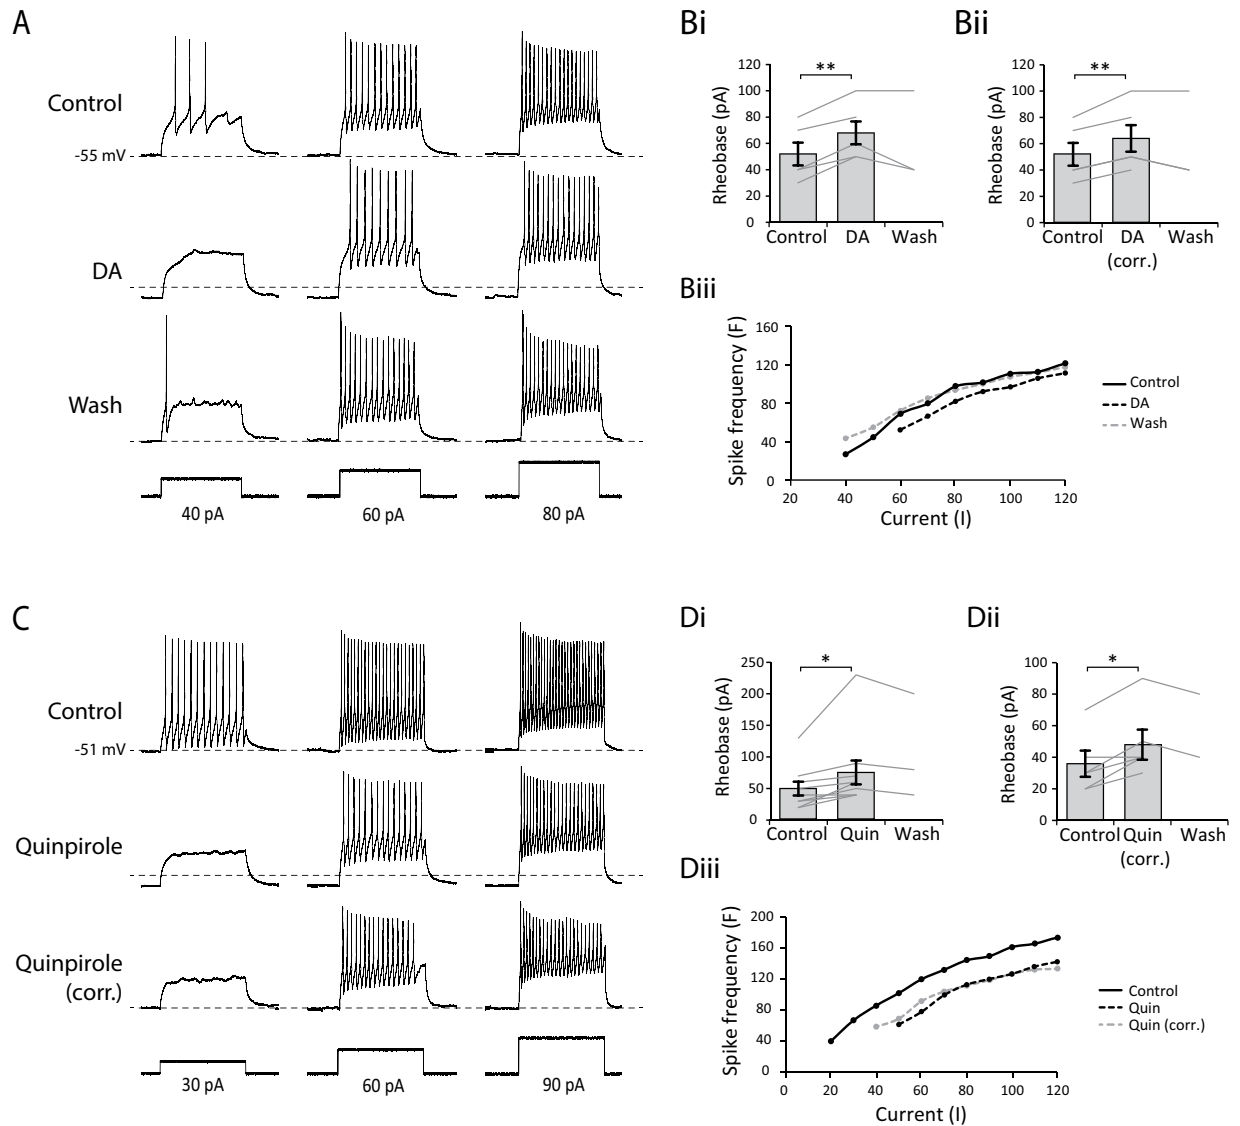 A
Control
-55 mV
DA
Wash
40 pA
60 pA
80 pA
Bi
Rheobase (pA)
120
100
80
60
40
20
0
**
Control
DA
Wash
Bii
Rheobase (pA)
120
100
80
60
40
20
0
**
Control
DA
(corr.)
Wash
Biii
Spike frequency (F)
160
120
80
40
0
20
40
60
80
100
120
Current (I)
Control
DA
Wash
C
Control
-51 mV
Quinpirole
Quinpirole
(corr.)
30 pA
60 pA
90 pA
Di
Rheobase (pA)
250
200
150
100
50
0
*
Control
Quin
Wash
Dii
Rheobase (pA)
100
80
60
40
20
0
*
Control
Quin
(corr.)
Wash
Diii
Spike frequency (F)
200
160
120
80
40
0
0
20
40
60
80
100
120
Current (I)
Control
Quin
Quin (corr.)